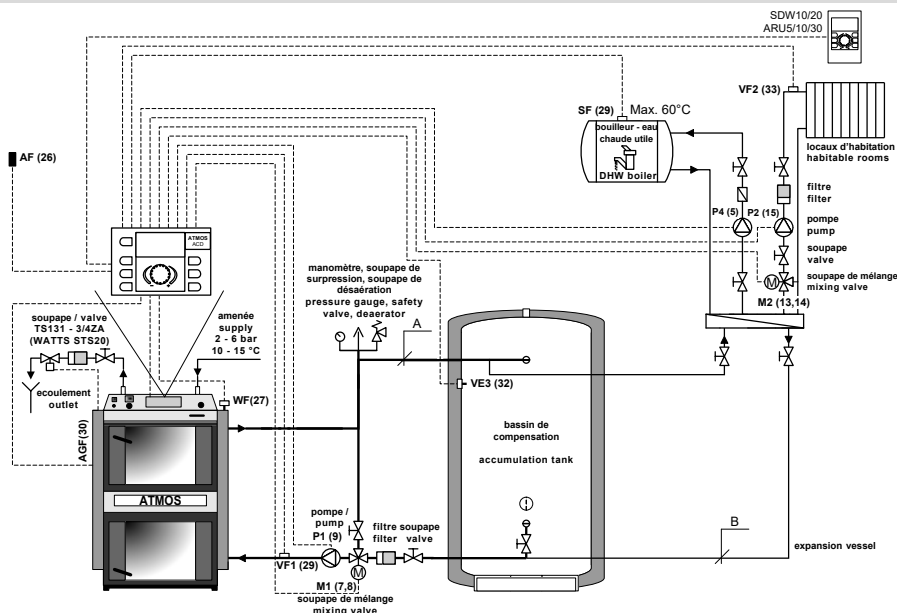 SDW10/20
ARU5/10/30
VF2 (33)
SF (29)
Max. 60°C
bouilleur - eau
chaude utile
DHW boiler
locaux d'habitation
habitable rooms
AF (26)
filtre
filter
P4 (5)
P2 (15)
pompe
pump
ATMOS
ACD
soupape
valve
manomètre, soupape de
surpression, soupape de
désaération
pressure gauge, safety
valve, deaerator
M
soupape de mélange
mixing valve
M2 (13,14)
soupape / valve
TS131 - 3/4ZA
(WATTS STS20)
amenée
supply
2 - 6 bar
10 - 15 °C
A
ecoulement
outlet
WF(27)
VE3 (32)
AGF(30)
bassin de
compensation
accumulation tank
ATMOS
pompe /
pump
P1 (9)
filtre soupape
filter valve
B
expansion vessel
VF1 (29)
M
M1 (7,8)
soupape de mélange
mixing valve